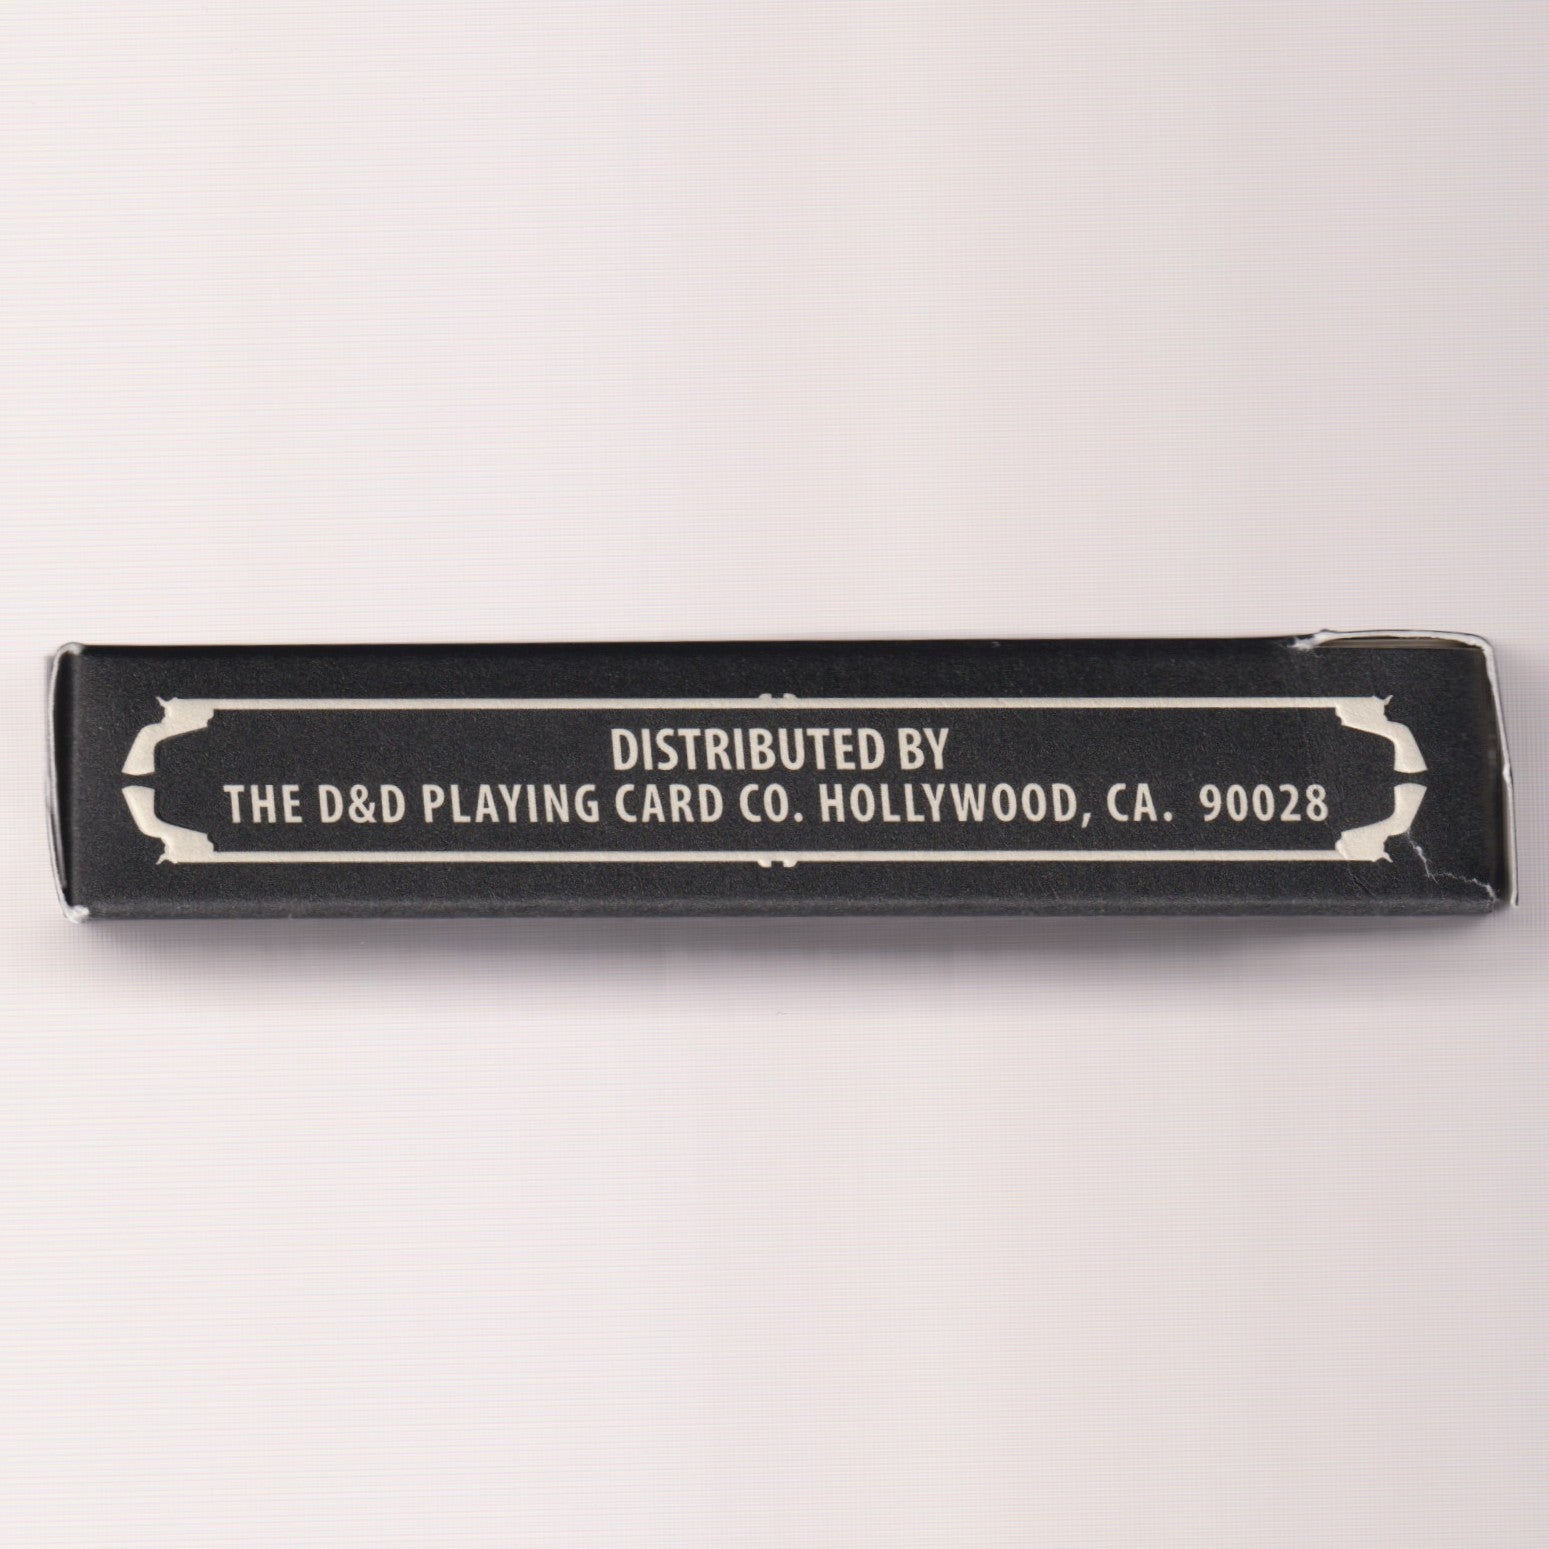 DISTRIBUTED BY
THE D&D PLAYING CARD CO. HOLLYWOOD, CA. 90028